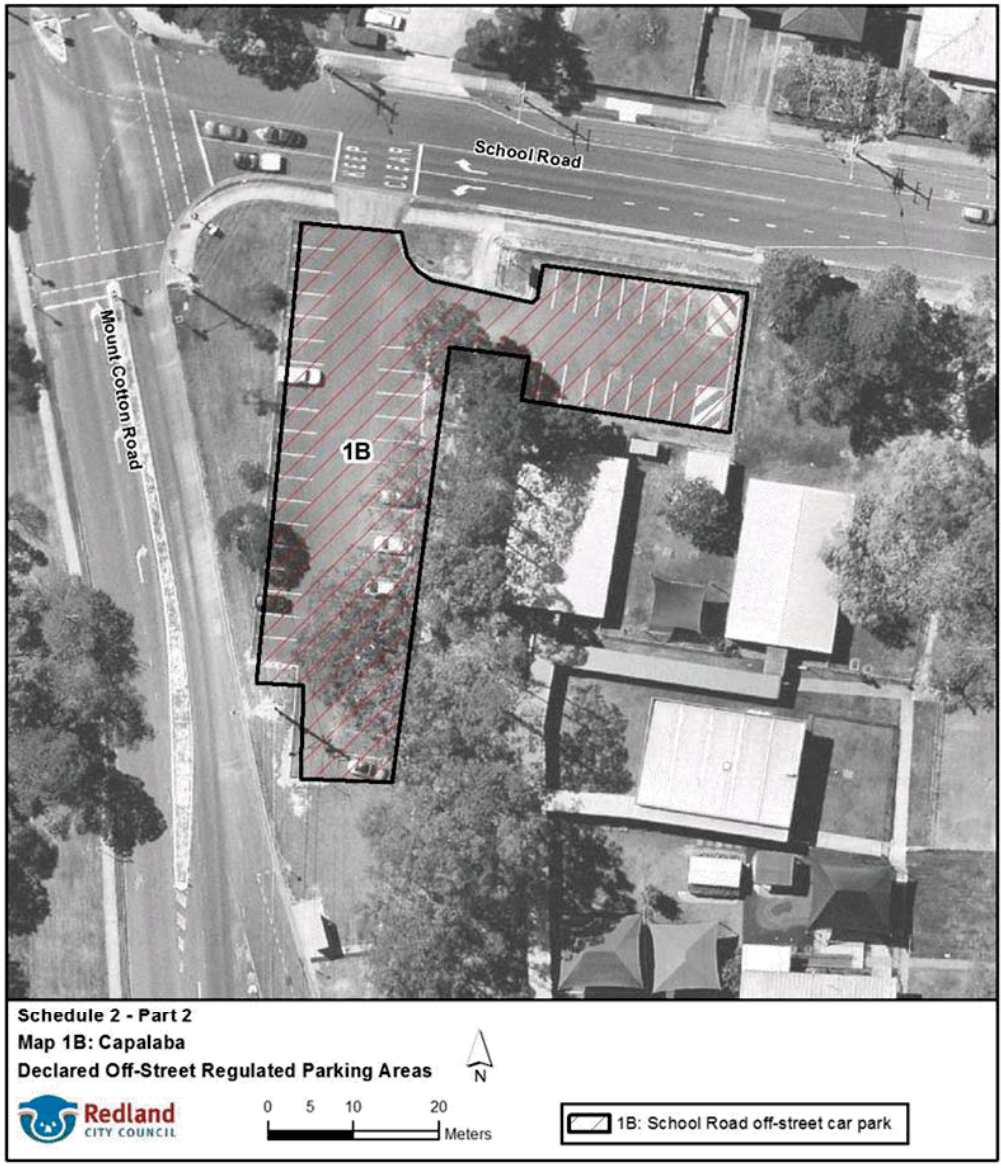 School Road
KEEP
CLEAR
Mount Cotton Road
1B
Schedule 2 - Part 2
Map 1B: Capalaba
Declared Off-Street Regulated Parking Areas
N
Redland
CITY COUNCIL
0 5 10 20
Meters
1B: School Road off-street car park